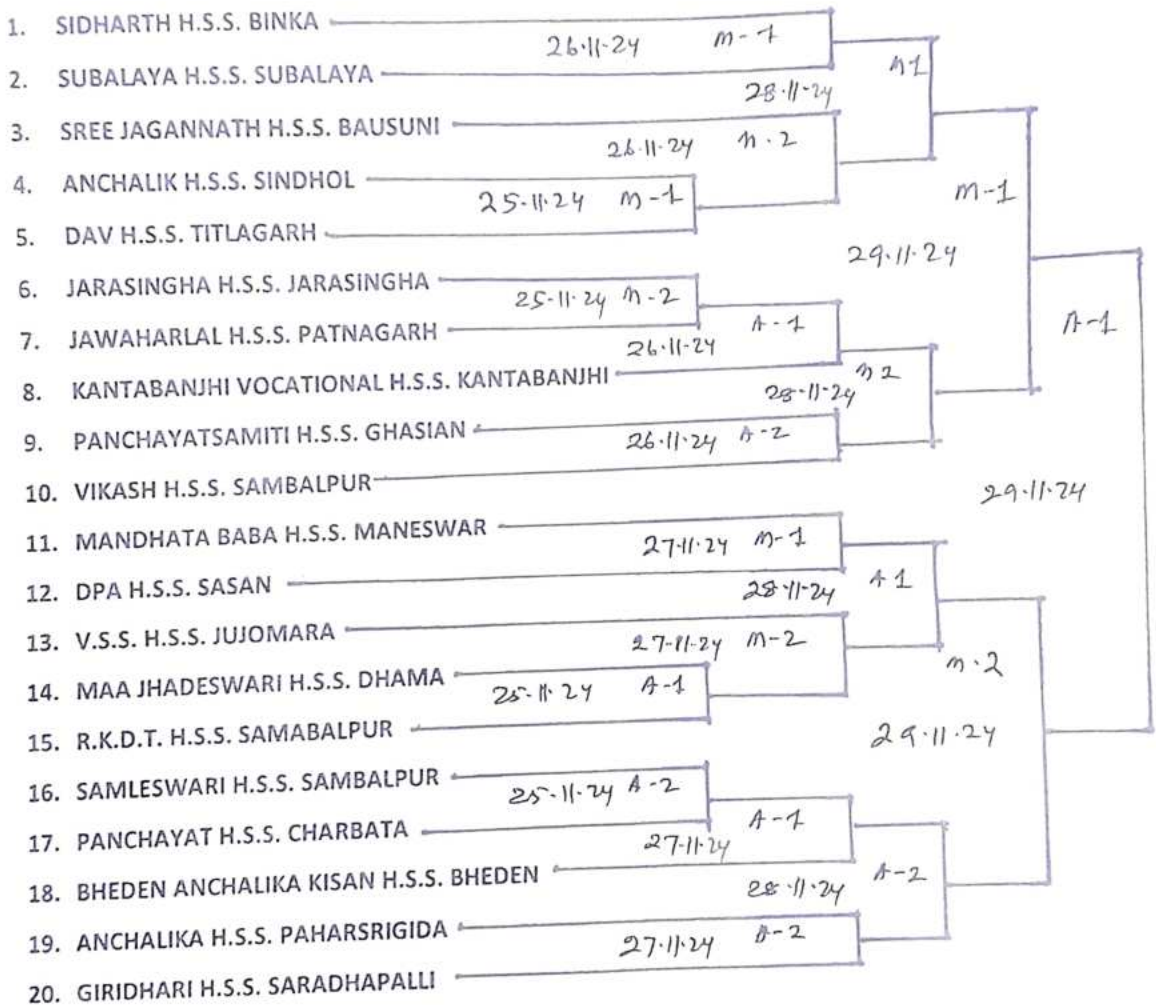 1. SIDHARTH H.S.S. BINKA
26.11.24 M-1
2. SUBALAYA H.S.S. SUBALAYA
28.11.24 M1
3. SREE JAGANNATH H.S.S. BAUSUNI
26.11.24 M.2
4. ANCHALIK H.S.S. SINDHOL
25.11.24 M-1
M-1
5. DAV H.S.S. TITLAGARH
29.11.24
6. JARASINGHA H.S.S. JARASINGHA
25-11-24 M-2
7. JAWAHARLAL H.S.S. PATNAGARH
26.11.24 A-1
A-1
8. KANTABANJHI VOCATIONAL H.S.S. KANTABANJHI
28-11-24 M2
9. PANCHAYATSAMITI H.S.S. GHASIAN
26.11.24 A-2
10. VIKASH H.S.S. SAMBALPUR
29.11.24
11. MANDHATA BABA H.S.S. MANESWAR
27.11.24 M-1
12. DPA H.S.S. SASAN
28.11.24 A1
13. V.S.S. H.S.S. JUJOMARA
27.11.24 M-2
14. MAA JHADESWARI H.S.S. DHAMA
25.11.24 A-1
M.2
15. R.K.D.T. H.S.S. SAMABALPUR
29.11.24
16. SAMLESWARI H.S.S. SAMBALPUR
25.11.24 A-2
17. PANCHAYAT H.S.S. CHARBATA
27.11.24 A-1
18. BHEDEN ANCHALIKA KISAN H.S.S. BHEDEN
28.11.24 A-2
19. ANCHALIKA H.S.S. PAHARSRIGIDA
27.11.24 A-2
20. GIRIDHARI H.S.S. SARADHAPALLI